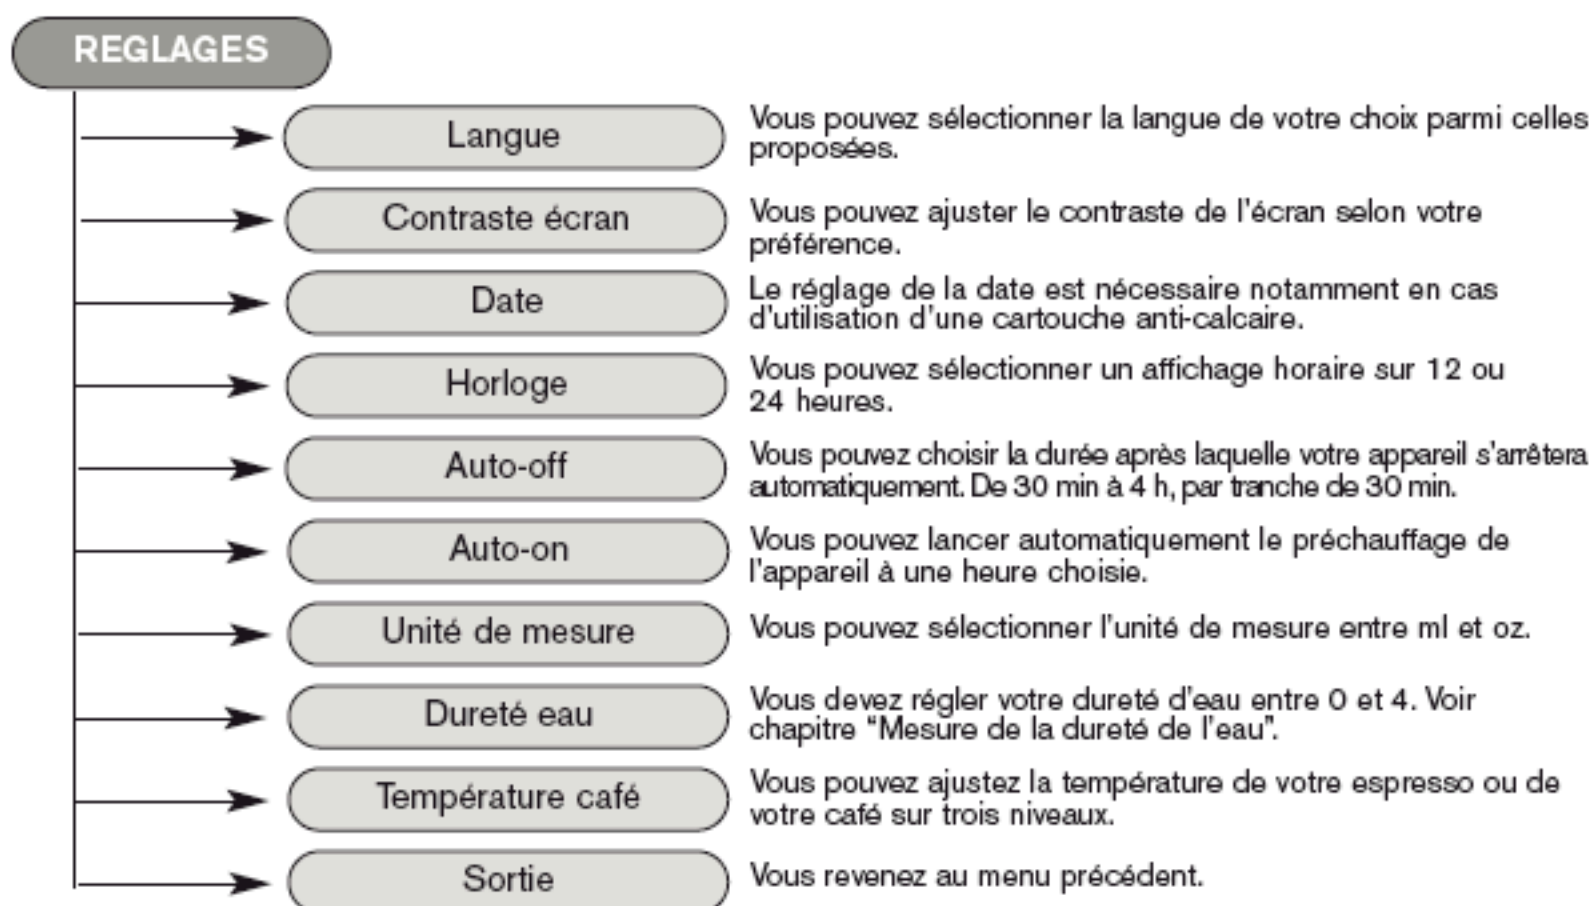 REGLAGES
Langue
Vous pouvez sélectionner la langue de votre choix parmi celles
proposées.
Contraste écran
Vous pouvez ajuster le contraste de l'écran selon votre
préférence.
Date
Le réglage de la date est nécessaire notamment en cas
d'utilisation d'une cartouche anti-calcaire.
Horloge
Vous pouvez sélectionner un affichage horaire sur 12 ou
24 heures.
Auto-off
Vous pouvez choisir la durée après laquelle votre appareil s'arrêtera
automatiquement. De 30 min à 4 h, par tranche de 30 min.
Auto-on
Vous pouvez lancer automatiquement le préchauffage de
l'appareil à une heure choisie.
Unité de mesure
Vous pouvez sélectionner l'unité de mesure entre ml et oz.
Dureté eau
Vous devez régler votre dureté d'eau entre 0 et 4. Voir
chapitre "Mesure de la dureté de l'eau".
Température café
Vous pouvez ajustez la température de votre espresso ou de
votre café sur trois niveaux.
Sortie
Vous revenez au menu précédent.